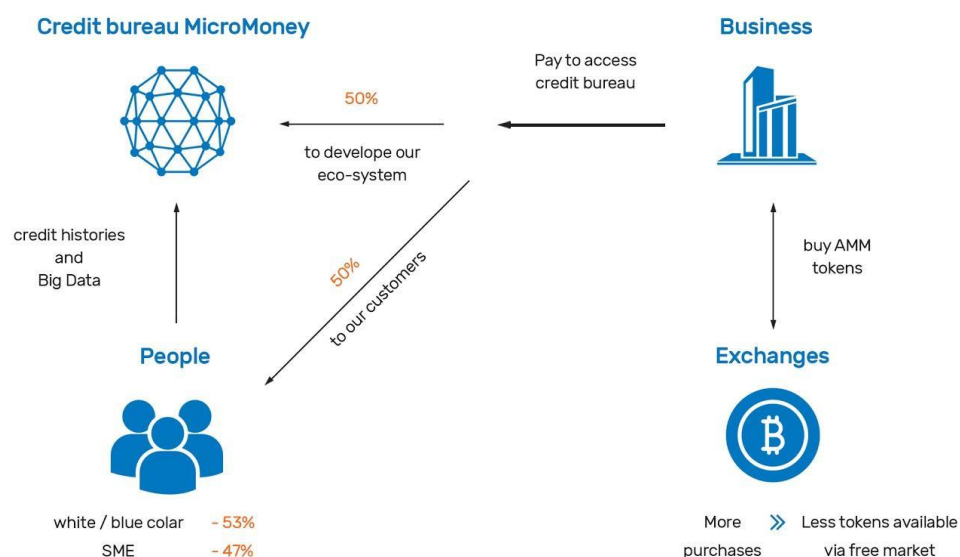 Credit bureau MicroMoney
Business
Pay to access
credit bureau
50%
to develope our
eco-system
credit histories
and
Big Data
50%
to our customers
buy AMM
tokens
People
Exchanges
white / blue colar - 53%
SME - 47%
More » Less tokens available
purchases via free market